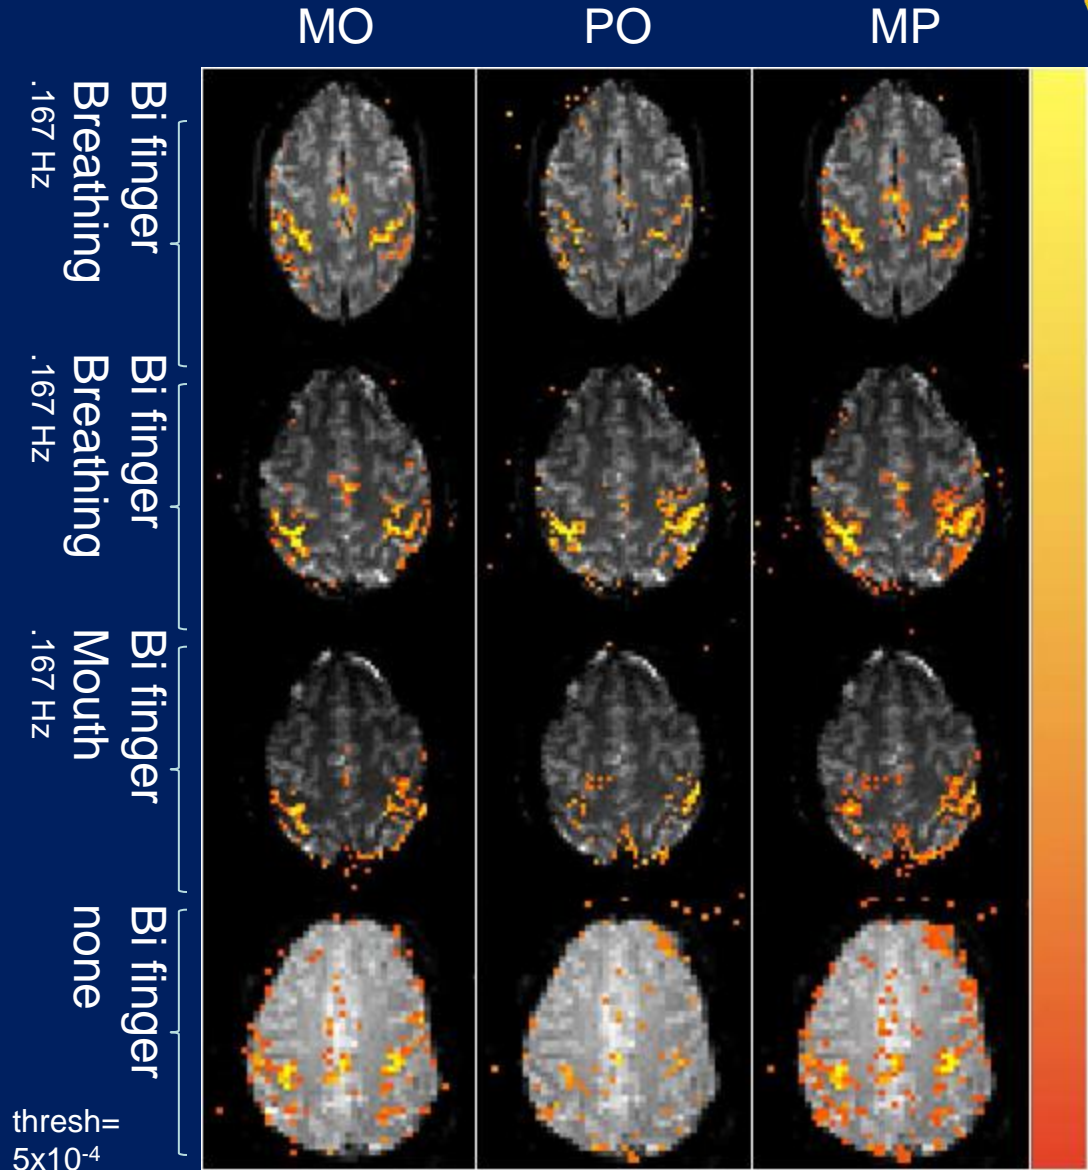 MO
PO
MP
Bi finger
Breathing
.167 Hz
Bi finger
Breathing
.167 Hz
Bi finger
Mouth
.167 Hz
Bi finger
none
thresh=
5x10⁻⁴